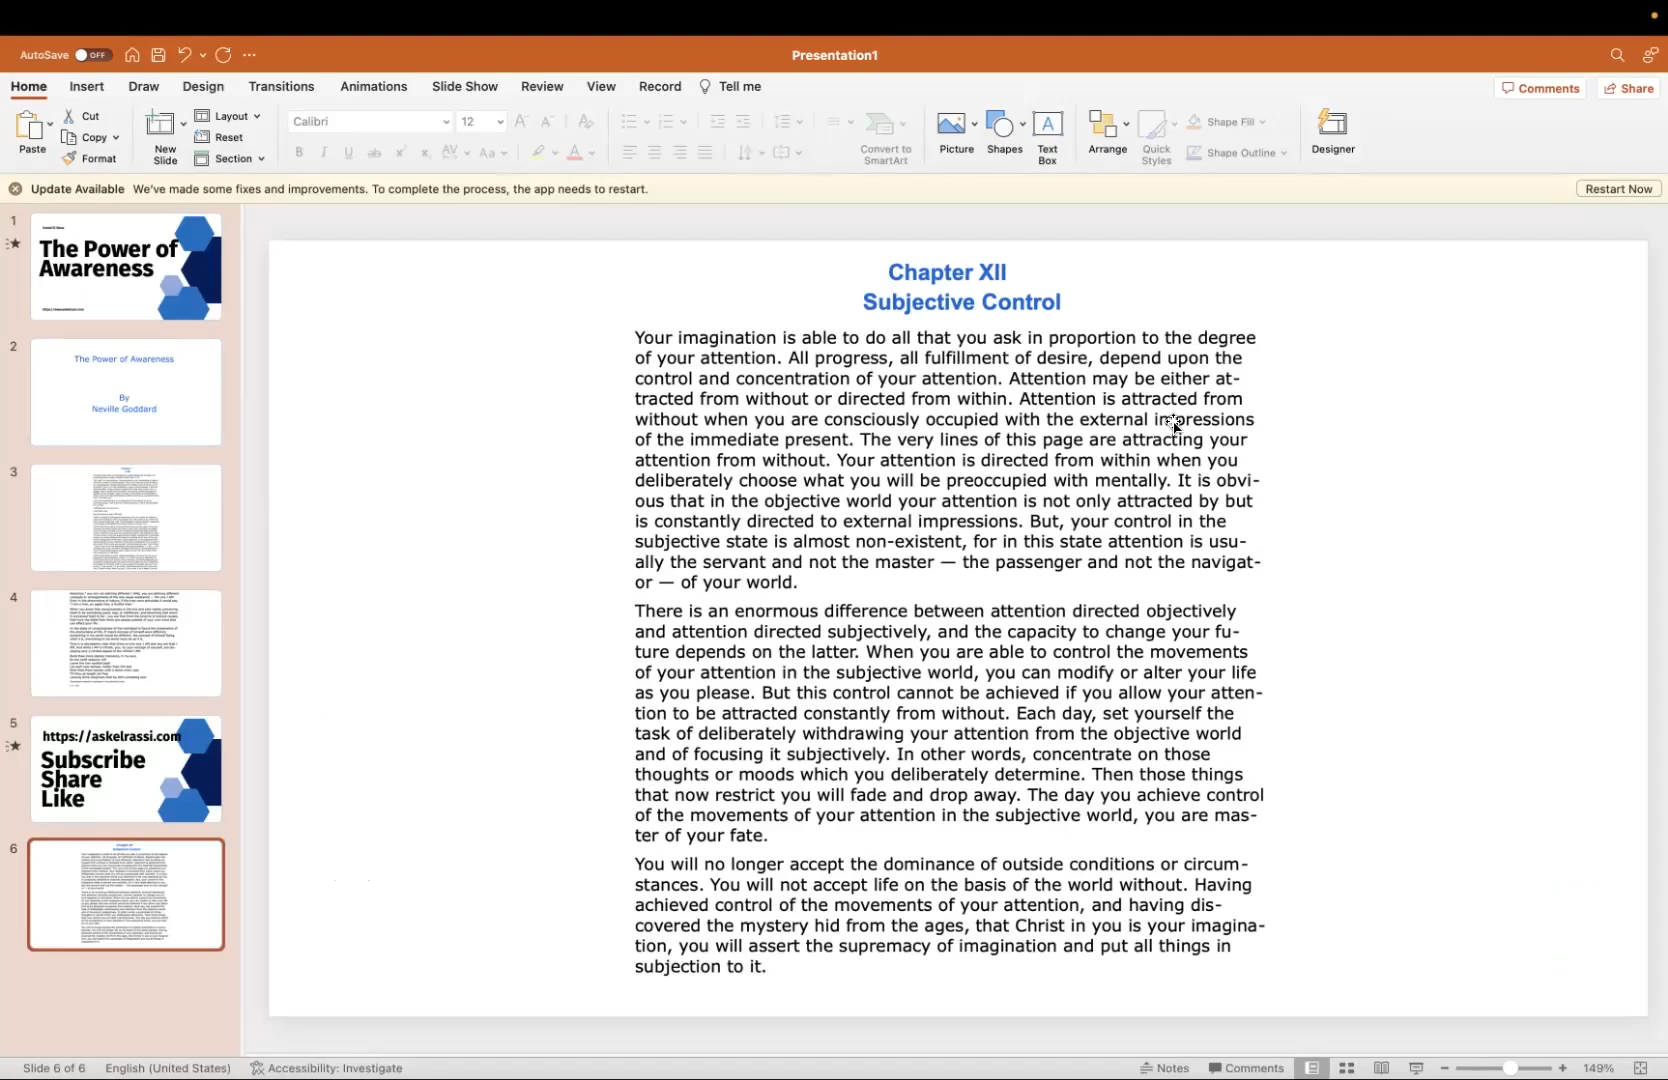 AutoSave OFF
Presentation1
Home Insert Draw Design Transitions Animations Slide Show Review View Record Tell me
Comments Share
Paste
Cut
Copy
Format
New Slide
Layout
Reset
Section
Calibri 12
Convert to SmartArt
Picture
Shapes
Text Box
Arrange
Quick Styles
Shape Fill
Shape Outline
Designer
Update Available We've made some fixes and improvements. To complete the process, the app needs to restart.
Restart Now
1
The Power of
Awareness
2
The Power of Awareness
By
Neville Goddard
3
4
5
https://askelrassi.com
Subscribe
Share
Like
6
Chapter XII
Subjective Control
Your imagination is able to do all that you ask in proportion to the degree
of your attention. All progress, all fulfillment of desire, depend upon the
control and concentration of your attention. Attention may be either at-
tracted from without or directed from within. Attention is attracted from
without when you are consciously occupied with the external impressions
of the immediate present. The very lines of this page are attracting your
attention from without. Your attention is directed from within when you
deliberately choose what you will be preoccupied with mentally. It is obvi-
ous that in the objective world your attention is not only attracted by but
is constantly directed to external impressions. But, your control in the
subjective state is almost non-existent, for in this state attention is usu-
ally the servant and not the master — the passenger and not the navigat-
or — of your world.
There is an enormous difference between attention directed objectively
and attention directed subjectively, and the capacity to change your fu-
ture depends on the latter. When you are able to control the movements
of your attention in the subjective world, you can modify or alter your life
as you please. But this control cannot be achieved if you allow your atten-
tion to be attracted constantly from without. Each day, set yourself the
task of deliberately withdrawing your attention from the objective world
and of focusing it subjectively. In other words, concentrate on those
thoughts or moods which you deliberately determine. Then those things
that now restrict you will fade and drop away. The day you achieve control
of the movements of your attention in the subjective world, you are mas-
ter of your fate.
You will no longer accept the dominance of outside conditions or circum-
stances. You will not accept life on the basis of the world without. Having
achieved control of the movements of your attention, and having dis-
covered the mystery hid from the ages, that Christ in you is your imagina-
tion, you will assert the supremacy of imagination and put all things in
subjection to it.
Slide 6 of 6 English (United States) Accessibility: Investigate
Notes Comments 149%